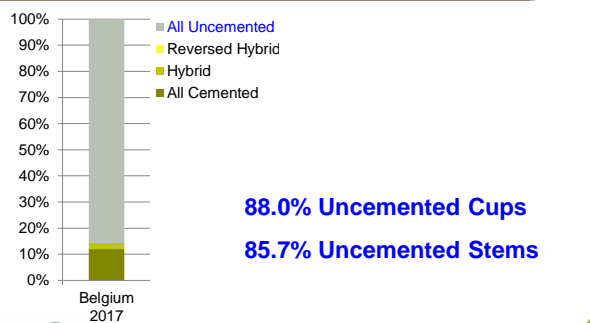 100%
90%
80%
70%
60%
50%
40%
30%
20%
10%
0%
Belgium
2017
All Uncemented
Reversed Hybrid
Hybrid
All Cemented
88.0% Uncemented Cups
85.7% Uncemented Stems